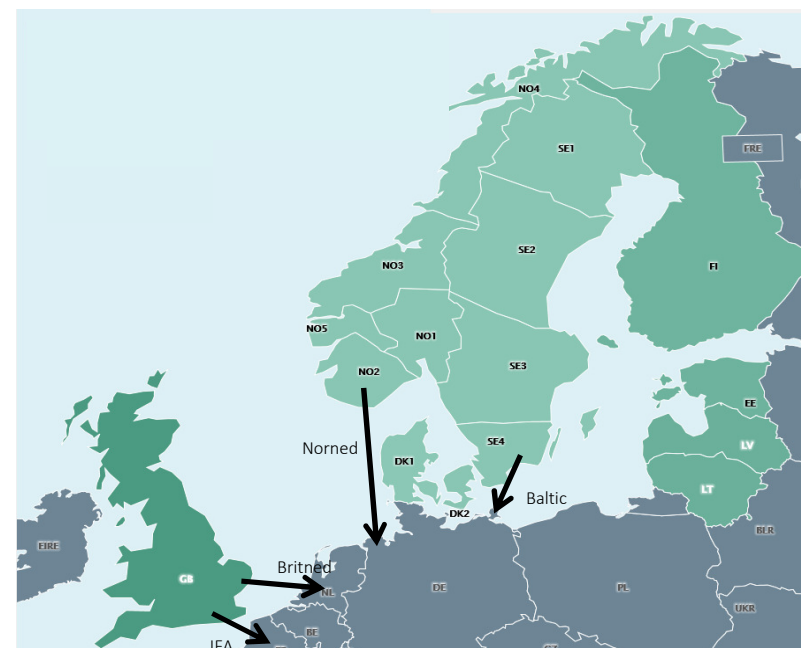 NO4
SE1
FRE
SE2
NO3
FI
NO5
NO1
NO2
SE3
EE
SE4
LV
Norned
DK1
LT
Baltic
DK2
BER
EIRE
Britned
GB
NL
DE
PL
UKR
BE
IFA